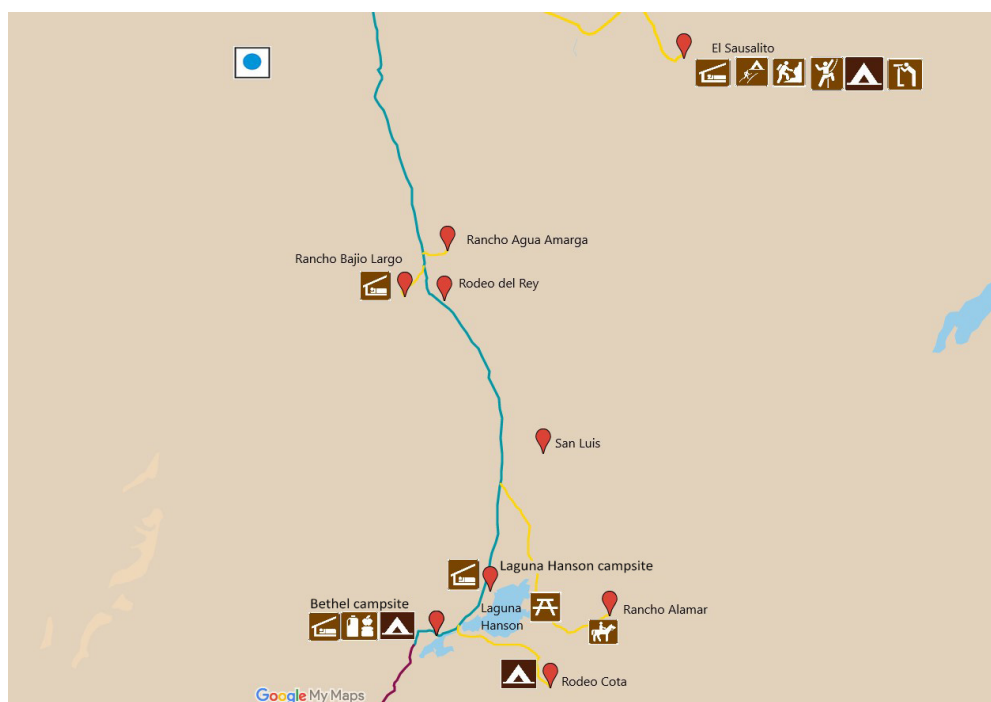 El Sausalito
Rancho Agua Amarga
Rancho Bajio Largo
Rodeo del Rey
San Luis
Laguna Hanson campsite
Bethel campsite
Laguna
Hanson
Rancho Alamar
Rodeo Cota
Google My Maps